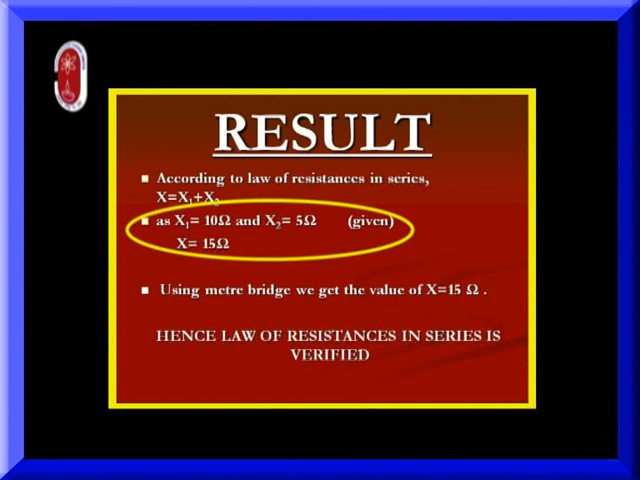 RESULT
According to law of resistances in series,
X=X₁+X₂
as X₁= 10Ω and X₂= 5Ω (given)
X= 15Ω
Using metre bridge we get the value of X=15 Ω .
HENCE LAW OF RESISTANCES IN SERIES IS
VERIFIED